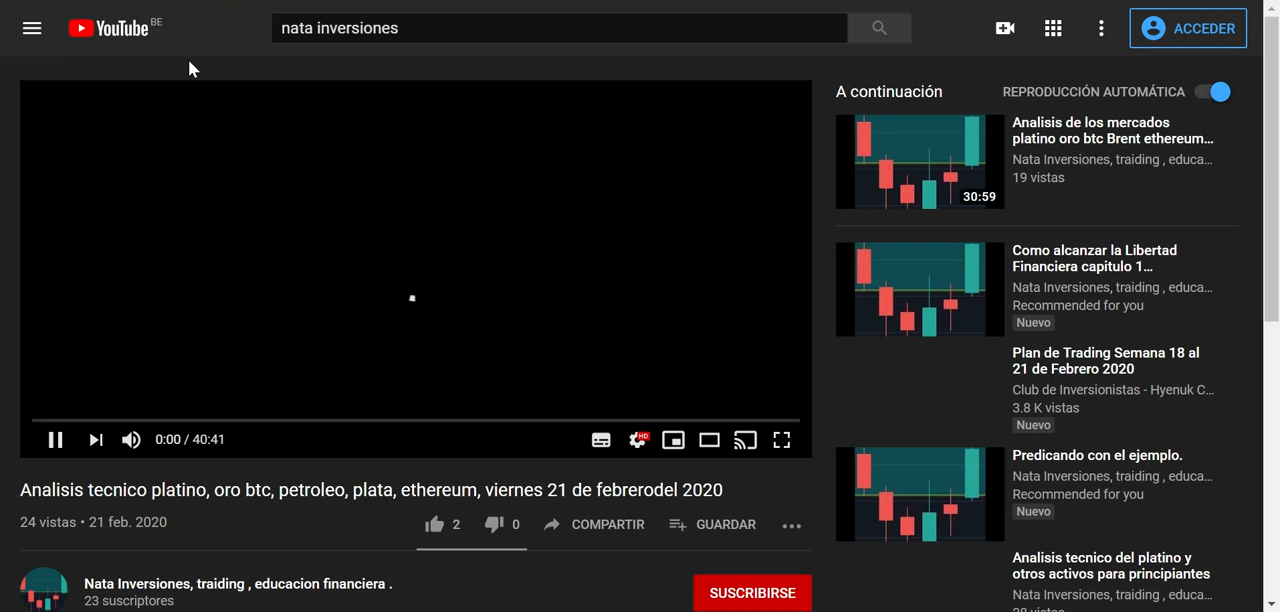 YouTube BE
nata inversiones
ACCEDER
0:00 / 40:41
HD
Analisis tecnico platino, oro btc, petroleo, plata, ethereum, viernes 21 de febrerodel 2020
24 vistas • 21 feb. 2020
2
0
COMPARTIR
GUARDAR
Nata Inversiones, traiding , educacion financiera .
23 suscriptores
SUSCRIBIRSE
A continuación
REPRODUCCIÓN AUTOMÁTICA
30:59
Analisis de los mercados
platino oro btc Brent ethereum...
Nata Inversiones, traiding , educa...
19 vistas
Como alcanzar la Libertad
Financiera capitulo 1...
Nata Inversiones, traiding , educa...
Recommended for you
Nuevo
Plan de Trading Semana 18 al
21 de Febrero 2020
Club de Inversionistas - Hyenuk C...
3.8 K vistas
Nuevo
Predicando con el ejemplo.
Nata Inversiones, traiding , educa...
Recommended for you
Nuevo
Analisis tecnico del platino y
otros activos para principiantes
Nata Inversiones, traiding , educa...